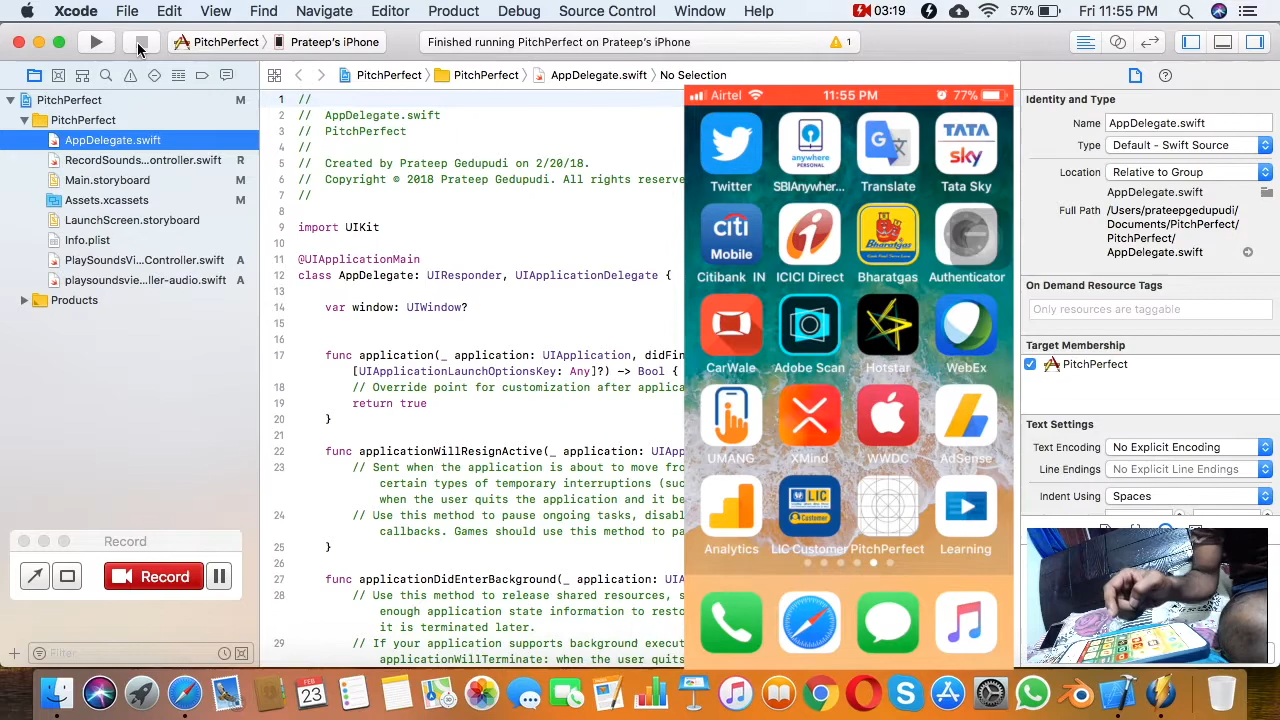 Xcode File Edit View Find Navigate Editor Product Debug Source Control Window Help 03:19 57% Fri 11:55 PM
PitchPerfect Prateep's iPhone Finished running PitchPerfect on Prateep's iPhone 1
PitchPerfect M
PitchPerfect
AppDelegate.swift
RecordSounds...ontroller.swift R
Main.storyboard M
Assets.xcassets M
LaunchScreen.storyboard
Info.plist
PlaySoundsVi...Controller.swift A
playsoundsvie...ller-audio.swift A
Products
Record
Record
Filter
PitchPerfect PitchPerfect AppDelegate.swift No Selection
1 //
2 // AppDelegate.swift
3 // PitchPerfect
4 //
5 // Created by Prateep Gedupudi on 2/20/18.
6 // Copyright © 2018 Prateep Gedupudi. All rights reserve
7 //
8
9 import UIKit
10
11 @UIApplicationMain
12 class AppDelegate: UIResponder, UIApplicationDelegate {
13
14 var window: UIWindow?
15
16
17 func application(_ application: UIApplication, didFin
[UIApplicationLaunchOptionsKey: Any]?) -> Bool {
18 // Override point for customization after applica
19 return true
20 }
21
22 func applicationWillResignActive(_ application: UIApp
23 // Sent when the application is about to move fro
certain types of temporary interruptions (suc
when the user quits the application and it be
24 // Use this method to pause ongoing tasks, disabl
callbacks. Games should use this method to pa
25 }
26
27 func applicationDidEnterBackground(_ application: UIA
28 // Use this method to release shared resources, s
enough application state information to resto
it is terminated later.
29 // If your application supports background execut
applicationWillTerminate: when the user quits
Airtel 11:55 PM 77%
Twitter SBIAnywher... Translate Tata Sky
anywhere PERSONAL
TATA sky
citi Mobile
Bharatgas
Citibank IN ICICI Direct Bharatgas Authenticator
CarWale Adobe Scan Hotstar WebEx
UMANG XMind WWDC AdSense
LIC Customer
Analytics LIC Customer PitchPerfect Learning
Identity and Type
Name AppDelegate.swift
Type Default - Swift Source
Location Relative to Group
AppDelegate.swift
Full Path /Users/prateepgedupudi/
Documents/PitchPerfect/
PitchPerfect/
AppDelegate.swift
On Demand Resource Tags
Only resources are taggable
Target Membership
PitchPerfect
Text Settings
Text Encoding No Explicit Encoding
Line Endings No Explicit Line Endings
Indent Using Spaces
FEB
23